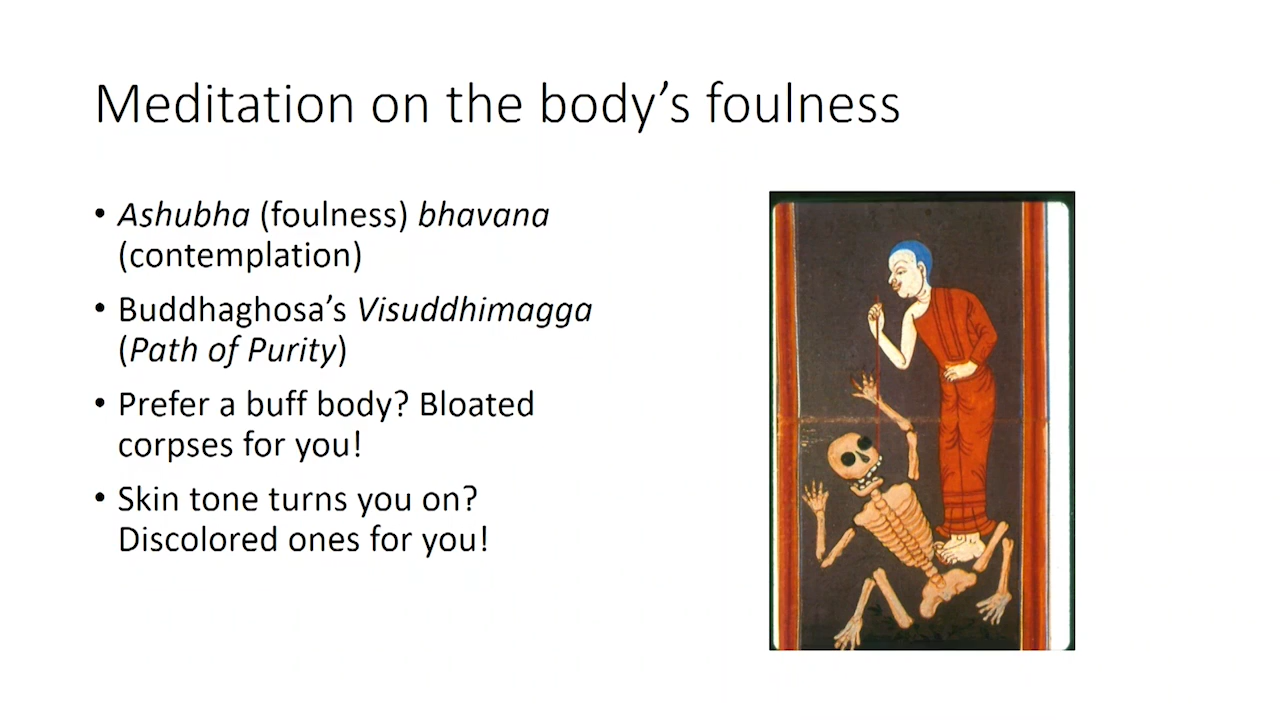 Meditation on the body’s foulness
• Ashubha (foulness) bhavana
(contemplation)
• Buddhaghosa’s Visuddhimagga
(Path of Purity)
• Prefer a buff body? Bloated
corpses for you!
• Skin tone turns you on?
Discolored ones for you!